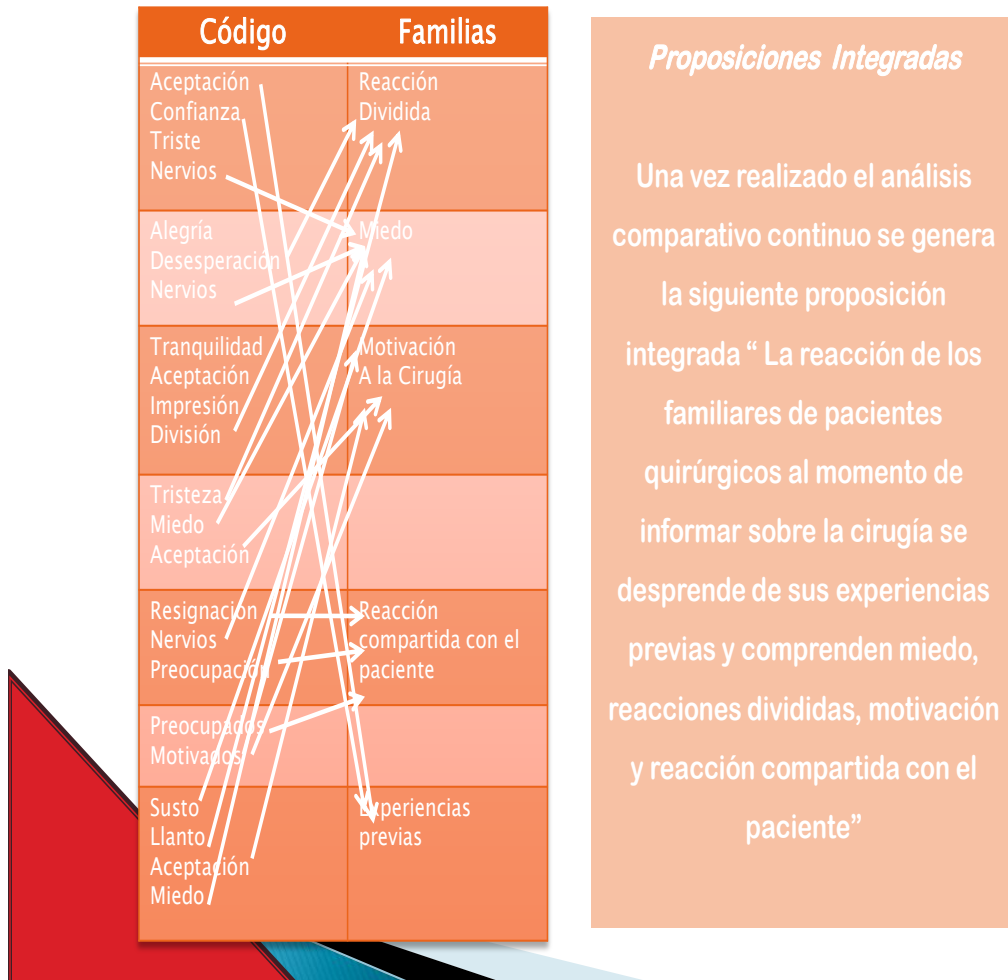 Código Familias
Aceptación
Confianza
Triste
Nervios
Reacción
Dividida
Alegría
Desesperación
Nervios
Miedo
Tranquilidad
Aceptación
Impresión
División
Motivación
A la Cirugía
Tristeza
Miedo
Aceptación
Resignación
Nervios
Preocupación
Reacción
compartida con el
paciente
Preocupados
Motivados
Susto
Llanto
Aceptación
Miedo
Experiencias
previas
Proposiciones Integradas
Una vez realizado el análisis
comparativo continuo se genera
la siguiente proposición
integrada “ La reacción de los
familiares de pacientes
quirúrgicos al momento de
informar sobre la cirugía se
desprende de sus experiencias
previas y comprenden miedo,
reacciones divididas, motivación
y reacción compartida con el
paciente”